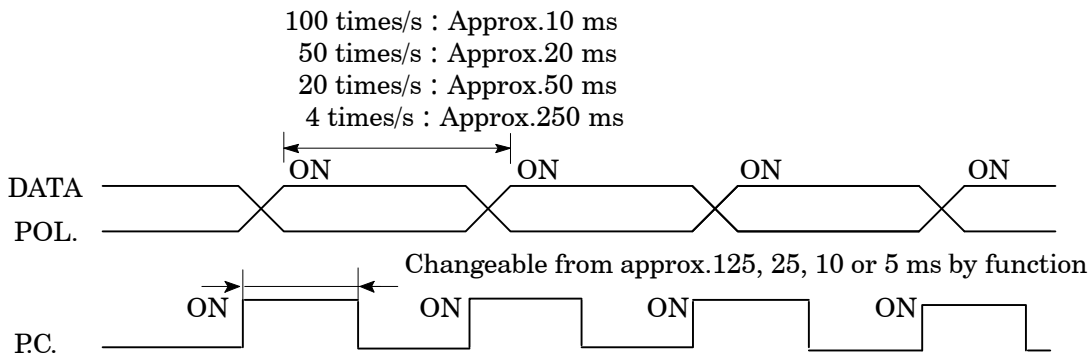 100 times/s : Approx.10 ms
50 times/s : Approx.20 ms
20 times/s : Approx.50 ms
4 times/s : Approx.250 ms
ON ON ON ON
DATA
POL.
Changeable from approx.125, 25, 10 or 5 ms by function
ON ON ON ON
P.C.